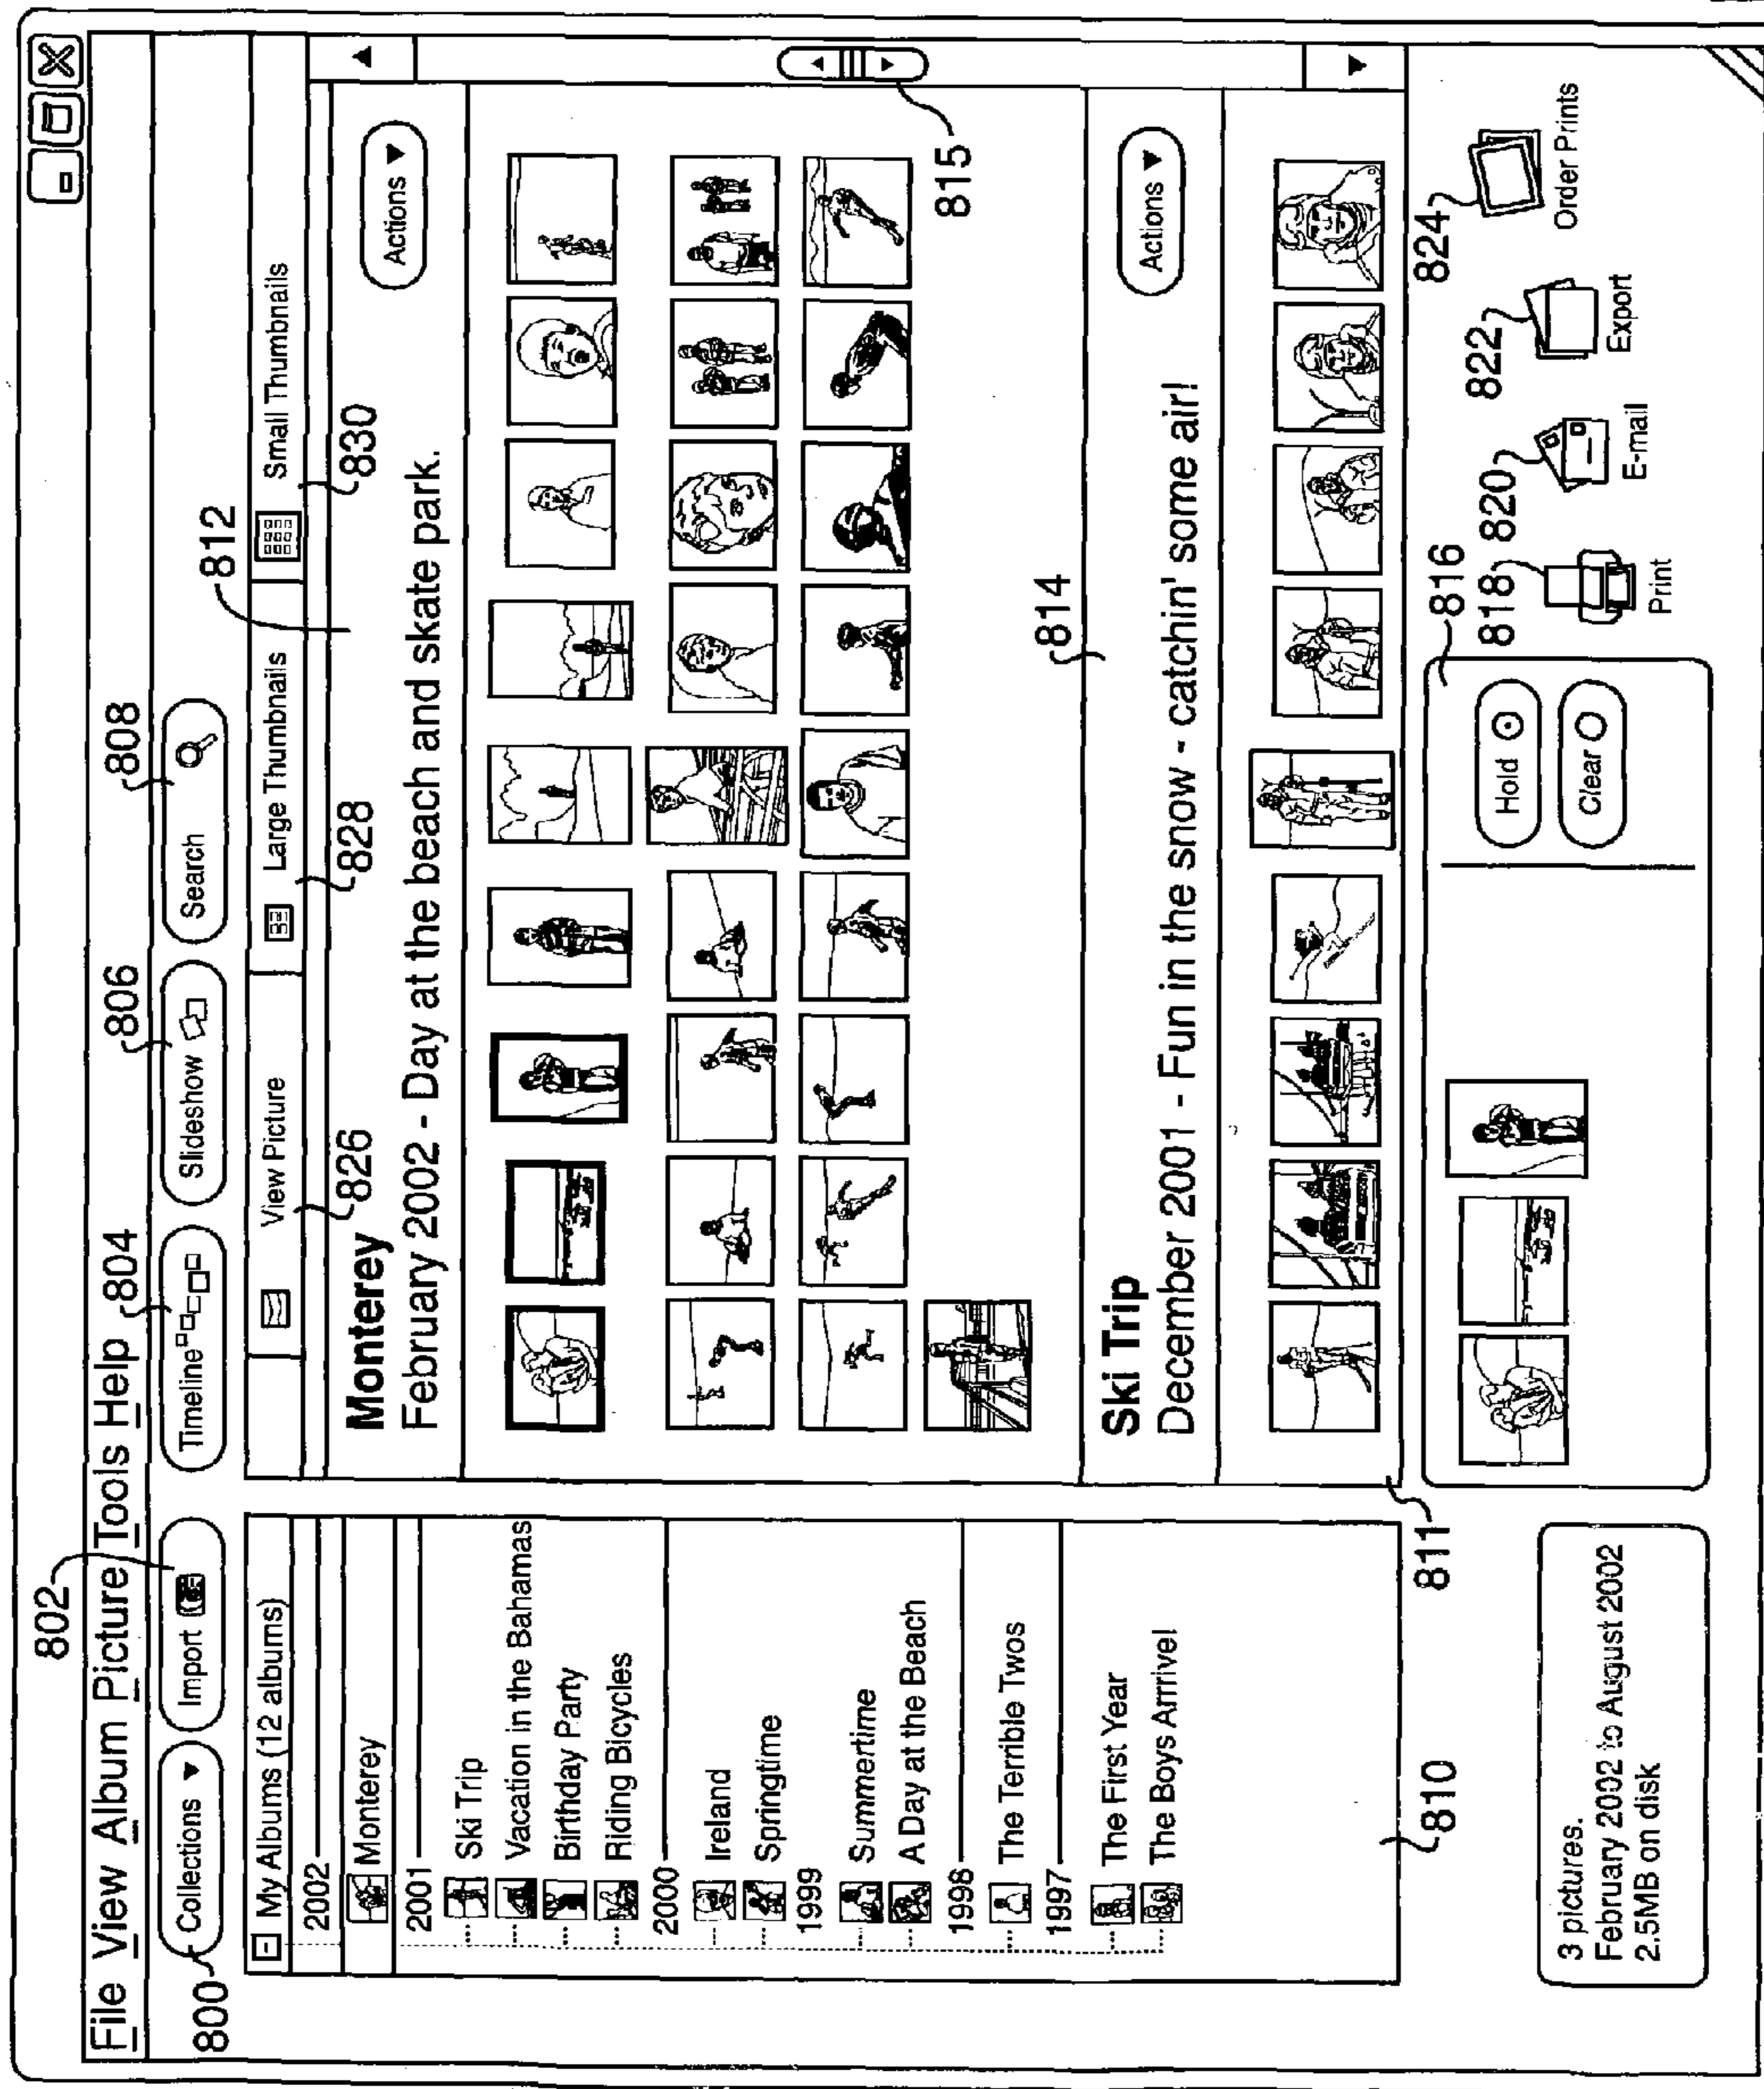 802
File View Album Picture Tools Help 804 806 808
800 Collections ▼ Import Timeline Slideshow Search
812
My Albums (12 albums)
2002
Monterey
2001
Ski Trip
Vacation in the Bahamas
Birthday Party
Riding Bicycles
2000
Ireland
Springtime
1999
Summertime
A Day at the Beach
1998
The Terrible Twos
1997
The First Year
The Boys Arrive!
810
3 pictures.
February 2002 to August 2002
2.5MB on disk
View Picture Large Thumbnails Small Thumbnails
826 828 830
Monterey
February 2002 - Day at the beach and skate park.
Actions ▼
815
814
Ski Trip
December 2001 - Fun in the snow - catchin' some air!
Actions ▼
811
816
Hold
Clear
818 820 822 824
Print E-mail Export Order Prints